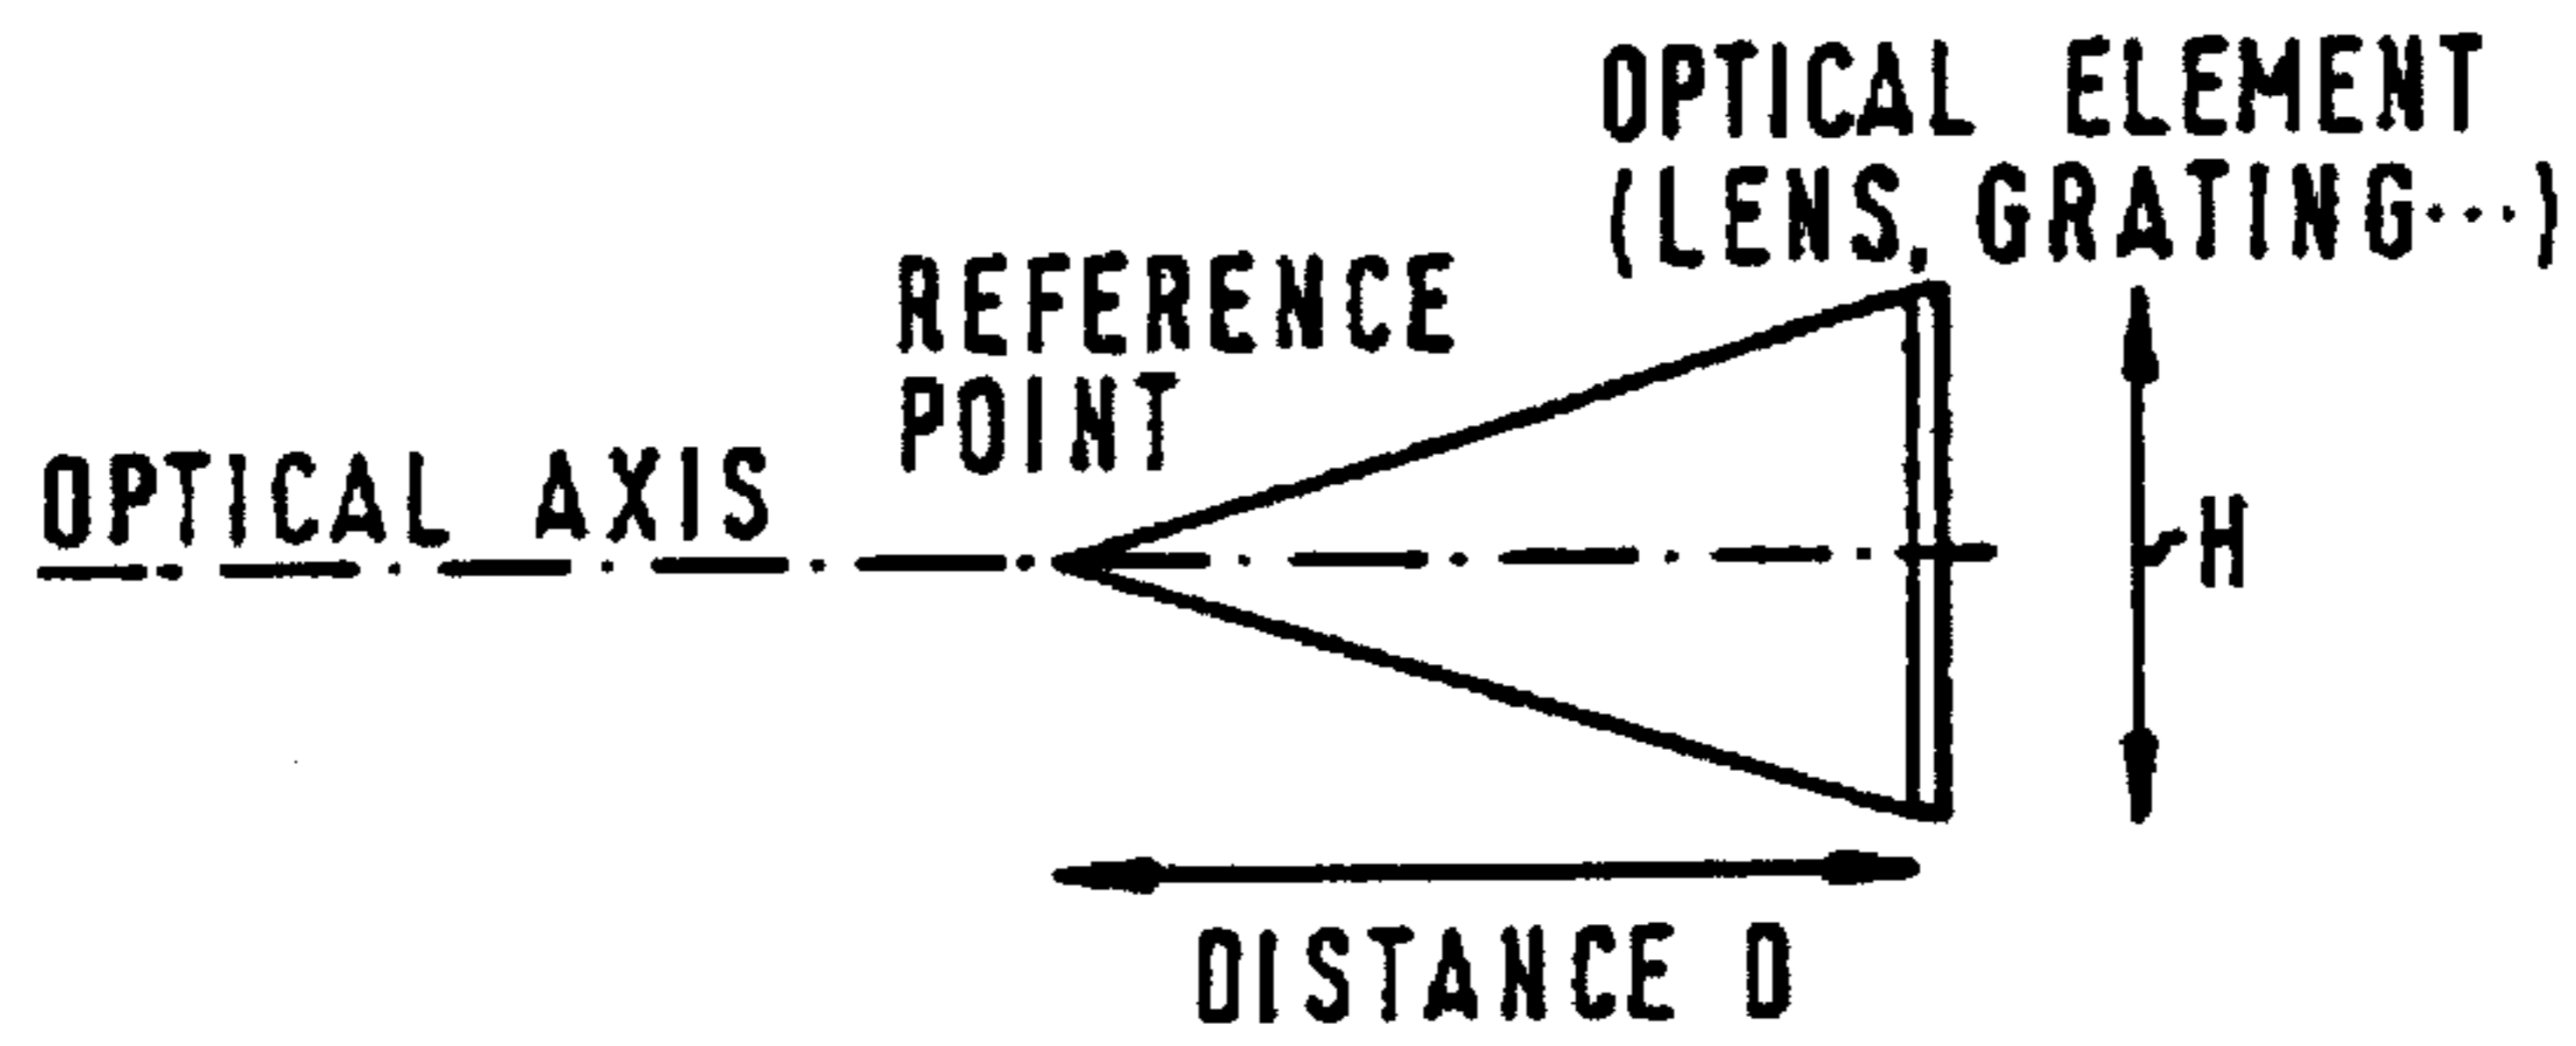 OPTICAL ELEMENT
(LENS, GRATING...)
REFERENCE
POINT
OPTICAL AXIS
H
DISTANCE D